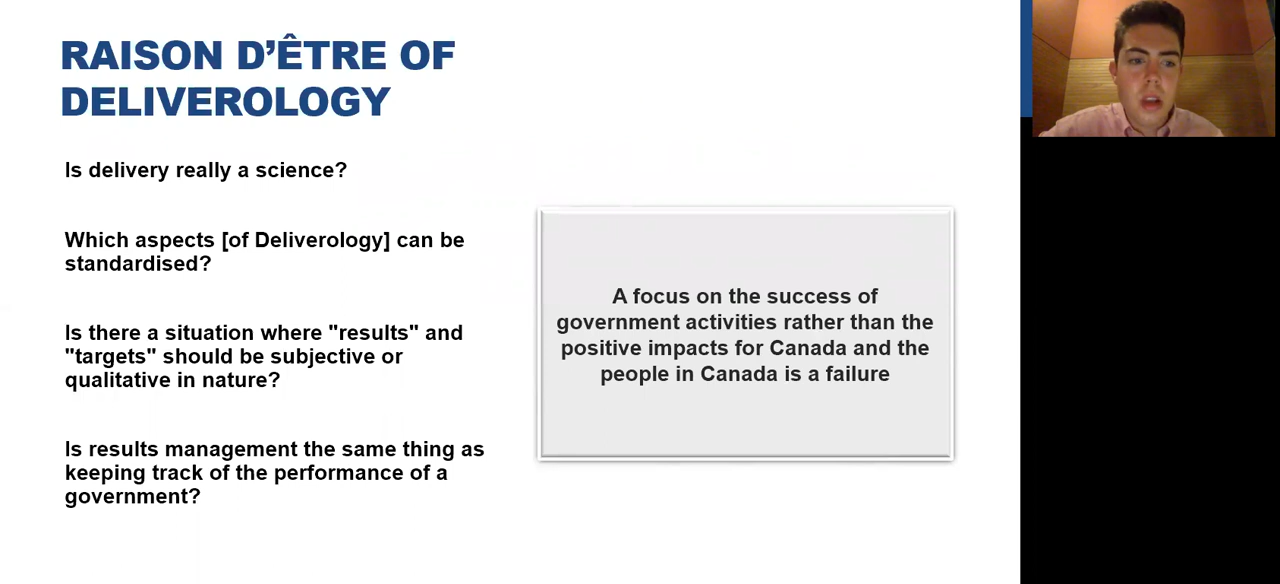 RAISON D'ÊTRE OF
DELIVEROLOGY
Is delivery really a science?
Which aspects [of Deliverology] can be
standardised?
Is there a situation where "results" and
"targets" should be subjective or
qualitative in nature?
Is results management the same thing as
keeping track of the performance of a
government?
A focus on the success of
government activities rather than the
positive impacts for Canada and the
people in Canada is a failure